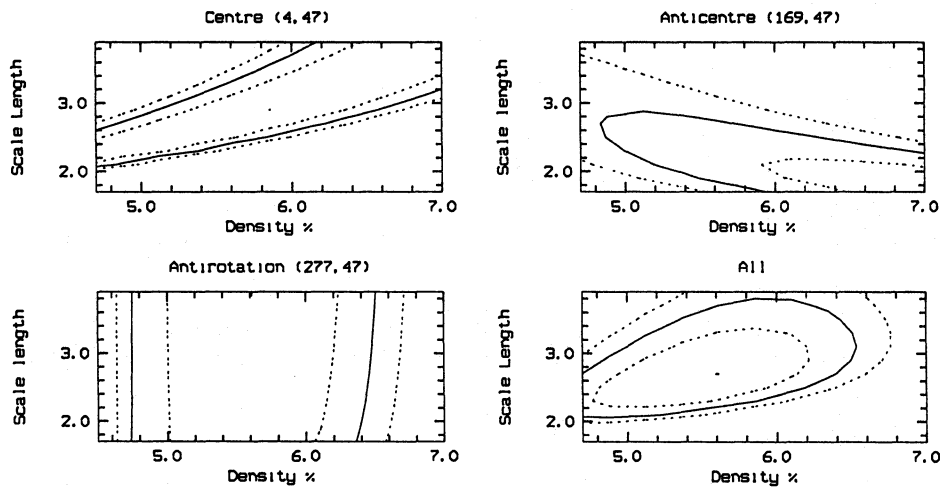 Centre (4,47)
Anticentre (169,47)
Scale Length
3.0
2.0
5.0 6.0 7.0
Density %
Scale Length
3.0
2.0
5.0 6.0 7.0
Density %
Antirotation (277,47)
All
Scale length
3.0
2.0
5.0 6.0 7.0
Density %
Scale Length
3.0
2.0
5.0 6.0 7.0
Density %